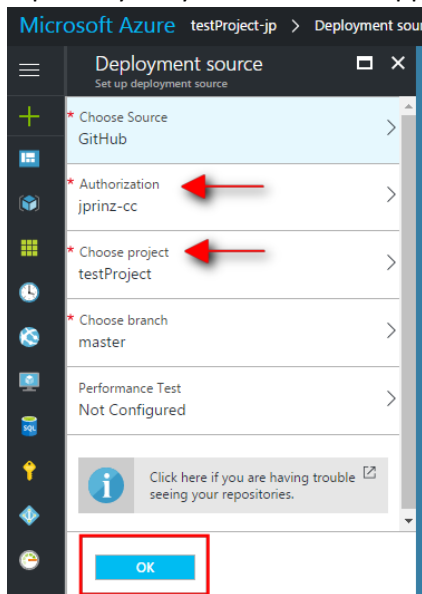 Microsoft Azure testProject-jp > Deployment sour
Deployment source
Set up deployment source
* Choose Source
GitHub
* Authorization
jprinz-cc
* Choose project
testProject
* Choose branch
master
Performance Test
Not Configured
Click here if you are having trouble
seeing your repositories.
OK
SQL